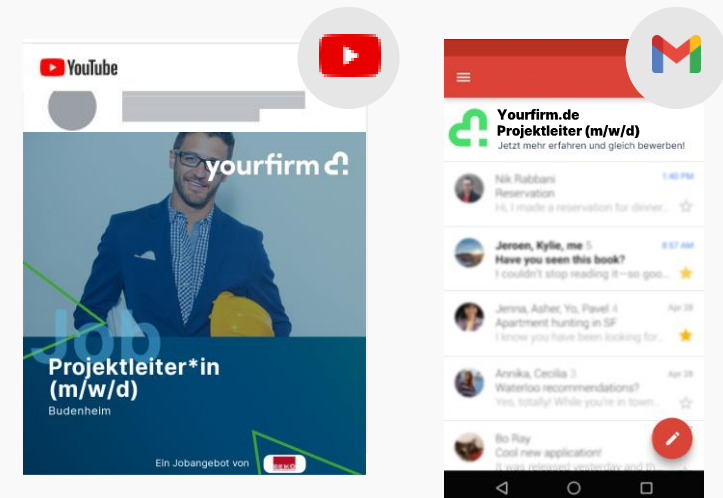 YouTube
yourfirm
Job
Projektleiter*in
(m/w/d)
Budenheim
Ein Jobangebot von
Yourfirm.de
Projektleiter (m/w/d)
Jetzt mehr erfahren und gleich bewerben!
Nik Rabbani
1:40 PM
Reservation
Hi, I made a reservation for dinner...
Jeroen, Kylie, me 5
8:57 AM
Have you seen this book?
I couldn't stop reading it—so goo...
Jenna, Asher, Yo, Pavel 4
Apr 28
Apartment hunting in SF
I know you have been looking for...
Annika, Cecilia 3
Apr 28
Waterloo recommendations?
Yes, totally! While you're in town...
Bo Ray
Cool new application!
It was released yesterday and th...